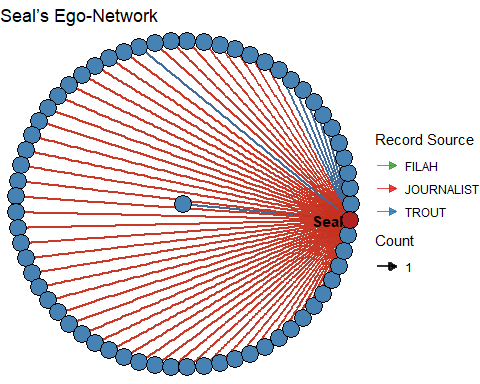 Seal's Ego-Network
Record Source
FILAH
JOURNALIST
TROUT
Seal
Count
1